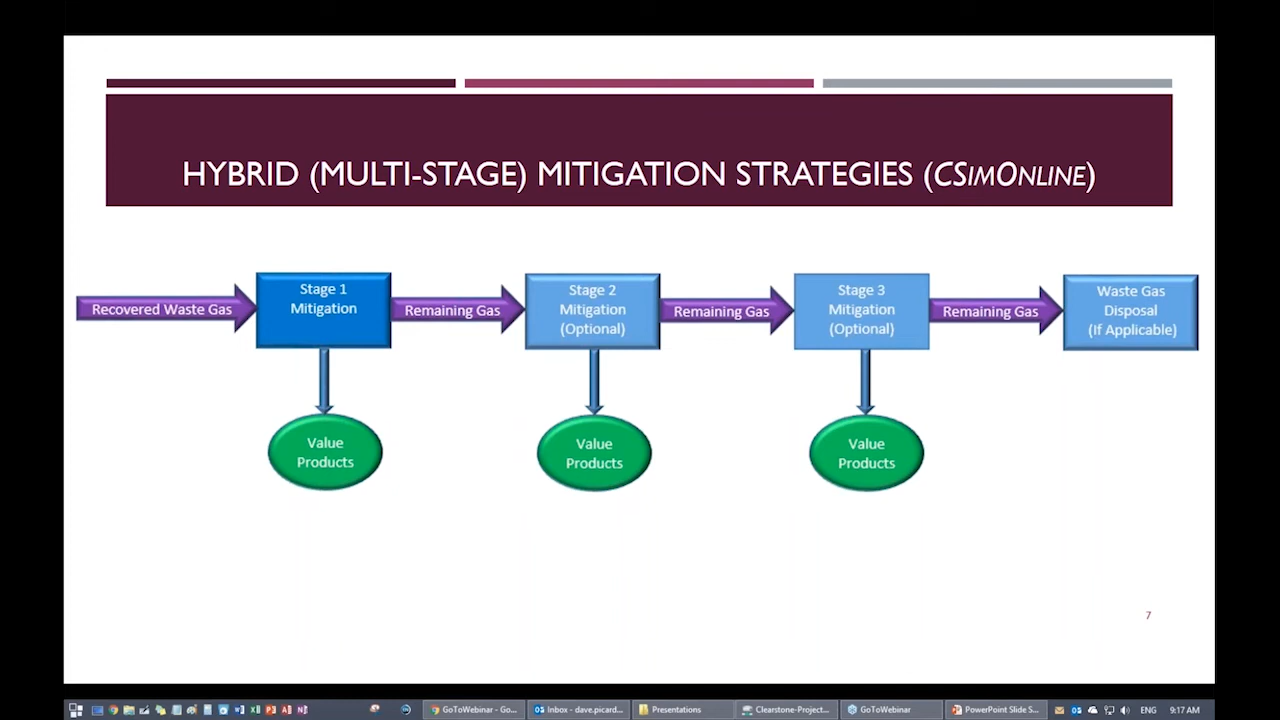 HYBRID (MULTI-STAGE) MITIGATION STRATEGIES (CSIMONLINE)
Recovered Waste Gas
Stage 1
Mitigation
Remaining Gas
Stage 2
Mitigation
(Optional)
Remaining Gas
Stage 3
Mitigation
(Optional)
Remaining Gas
Waste Gas
Disposal
(If Applicable)
Value
Products
Value
Products
Value
Products
7
GoToWebinar - Go...
Inbox - dave.picard...
Presentations
Clearstone-Project...
GoToWebinar
PowerPoint Slide S...
ENG
9:17 AM